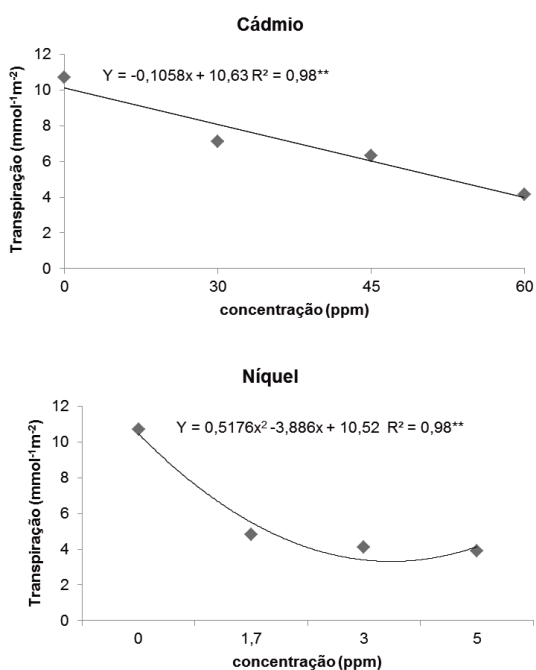 Cádmio
Y = -0,1058x + 10,63 R² = 0,98**
Transpiração (mmol⁻¹m⁻²)
12
10
8
6
4
2
0
0 30 45 60
concentração (ppm)
Níquel
Y = 0,5176x² -3,886x + 10,52 R² = 0,98**
Transpiração (mmol⁻¹m⁻²)
12
10
8
6
4
2
0
0 1,7 3 5
concentração (ppm)